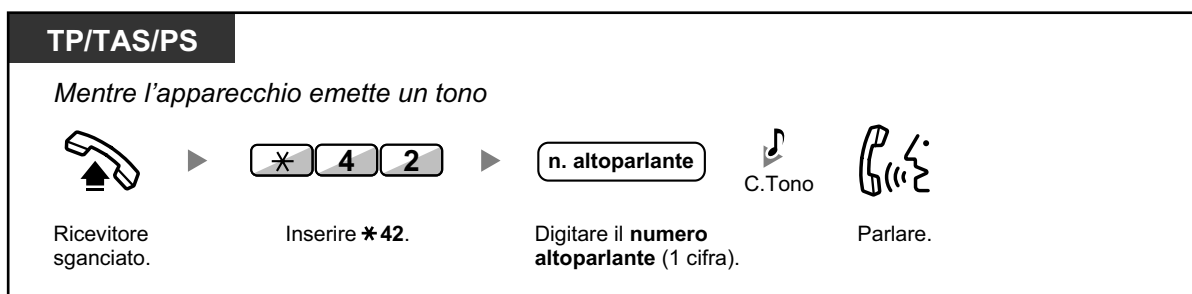 TP/TAS/PS
Mentre l'apparecchio emette un tono
* 4 2
n. altoparlante
C.Tono
Ricevitore
sganciato.
Inserire *42.
Digitare il numero
altoparlante (1 cifra).
Parlare.